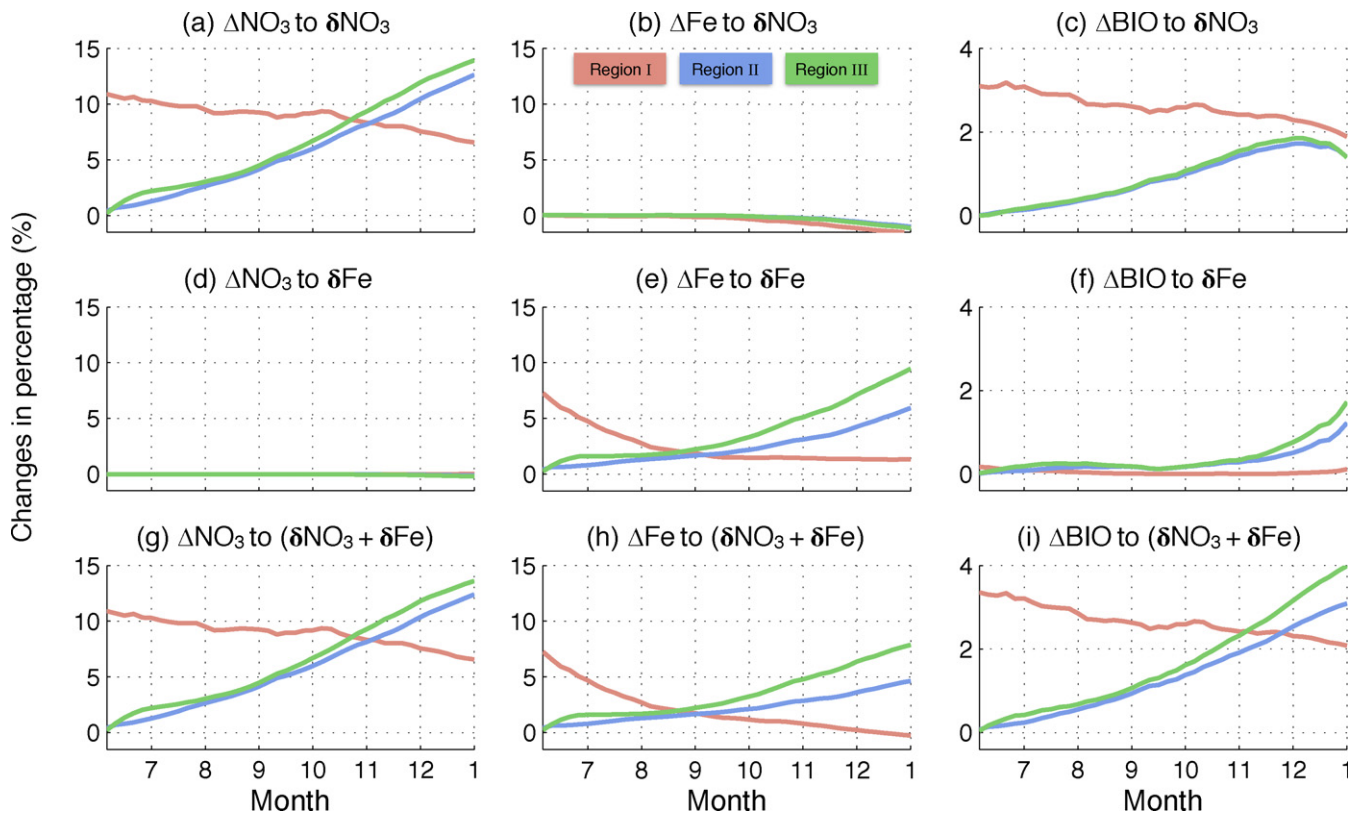 (a) ΔNO₃ to δNO₃
(b) ΔFe to δNO₃
(c) ΔBIO to δNO₃
15
10
5
0
Region I
Region II
Region III
15
10
5
0
4
2
0
Changes in percentage (%)
(d) ΔNO₃ to δFe
(e) ΔFe to δFe
(f) ΔBIO to δFe
15
10
5
0
15
10
5
0
4
2
0
(g) ΔNO₃ to (δNO₃ + δFe)
(h) ΔFe to (δNO₃ + δFe)
(i) ΔBIO to (δNO₃ + δFe)
15
10
5
0
15
10
5
0
4
2
0
7 8 9 10 11 12 1
7 8 9 10 11 12 1
7 8 9 10 11 12 1
Month
Month
Month